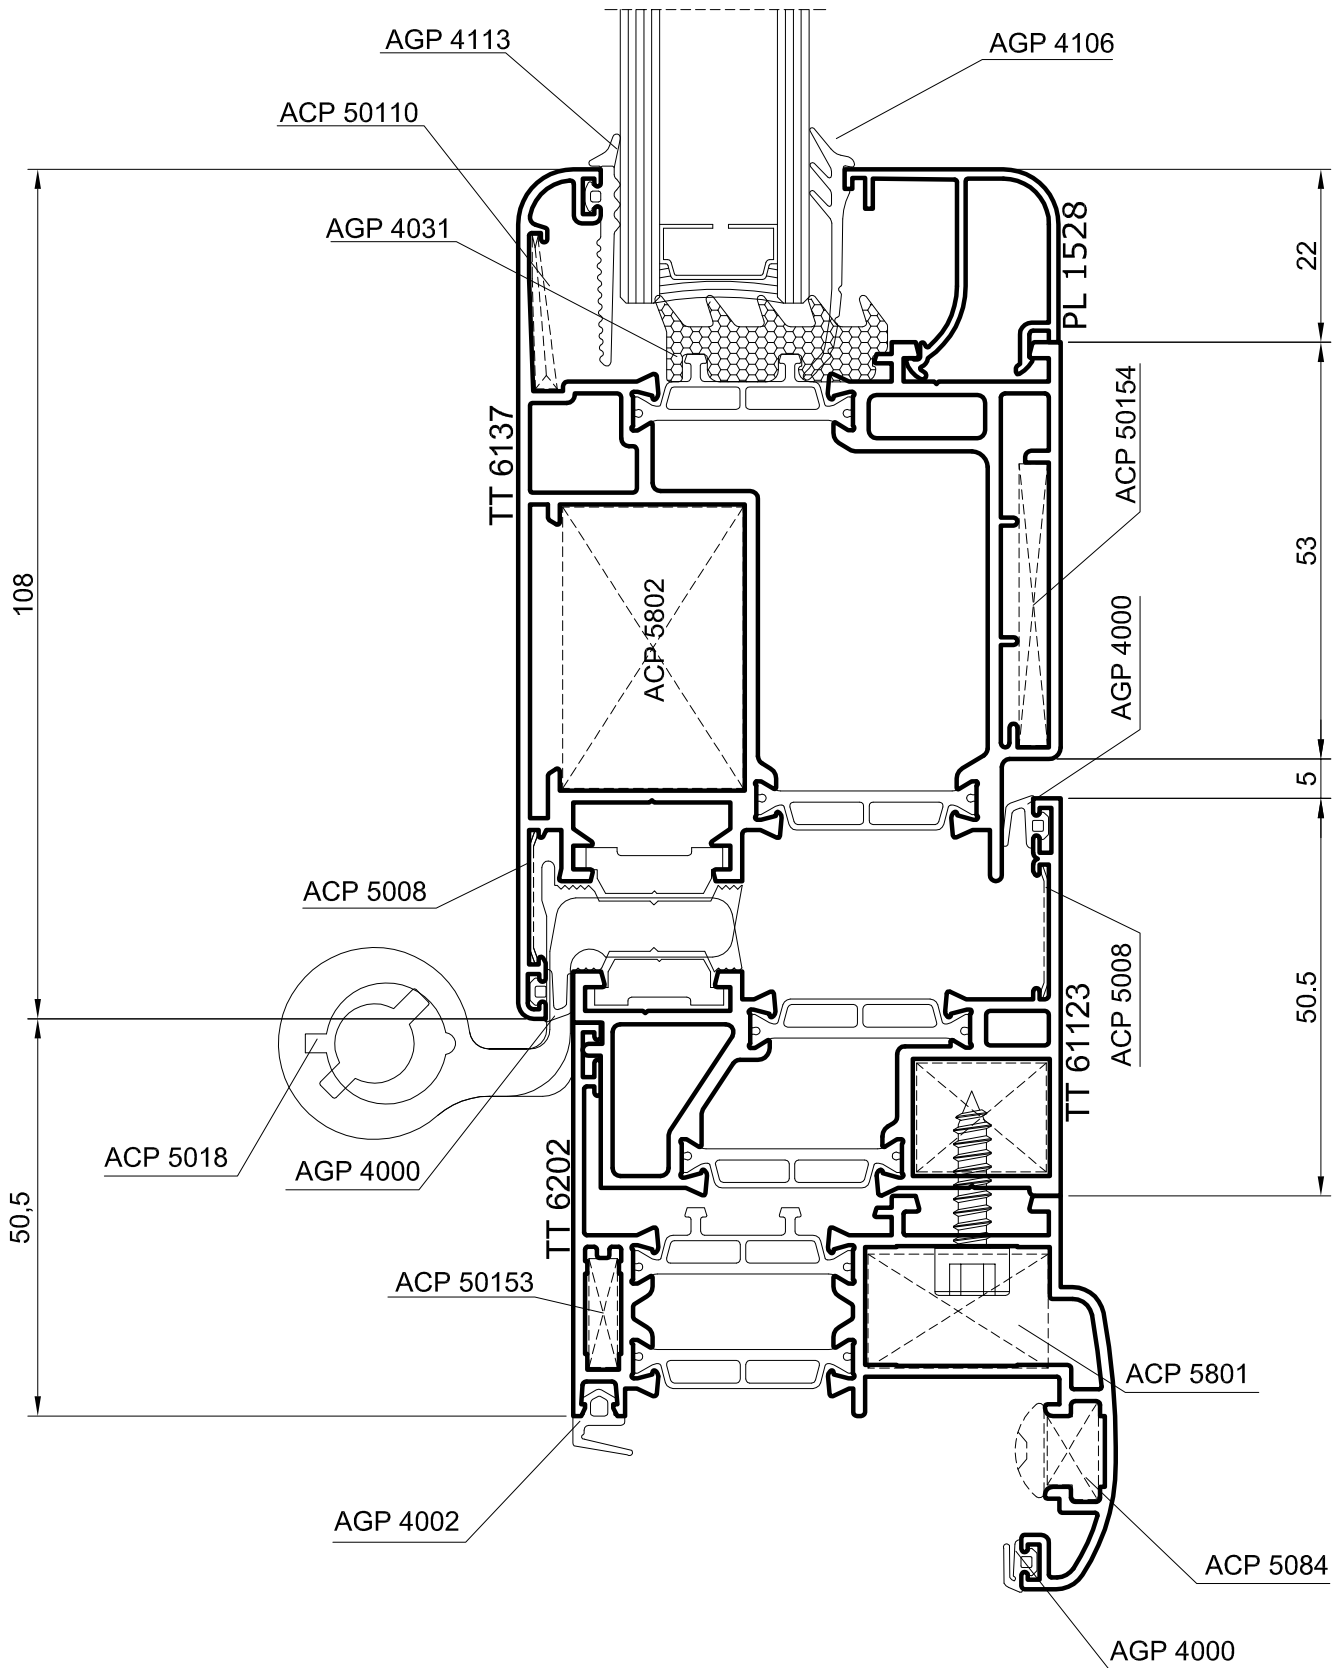 AGP 4113
AGP 4106
ACP 50110
AGP 4031
PL 1528
22
TT 6137
ACP 50154
53
108
ACP 5802
AGP 4000
5
ACP 5008
ACP 5008
50.5
TT 61123
ACP 5018
AGP 4000
TT 6202
50,5
ACP 50153
ACP 5801
AGP 4002
ACP 5084
AGP 4000